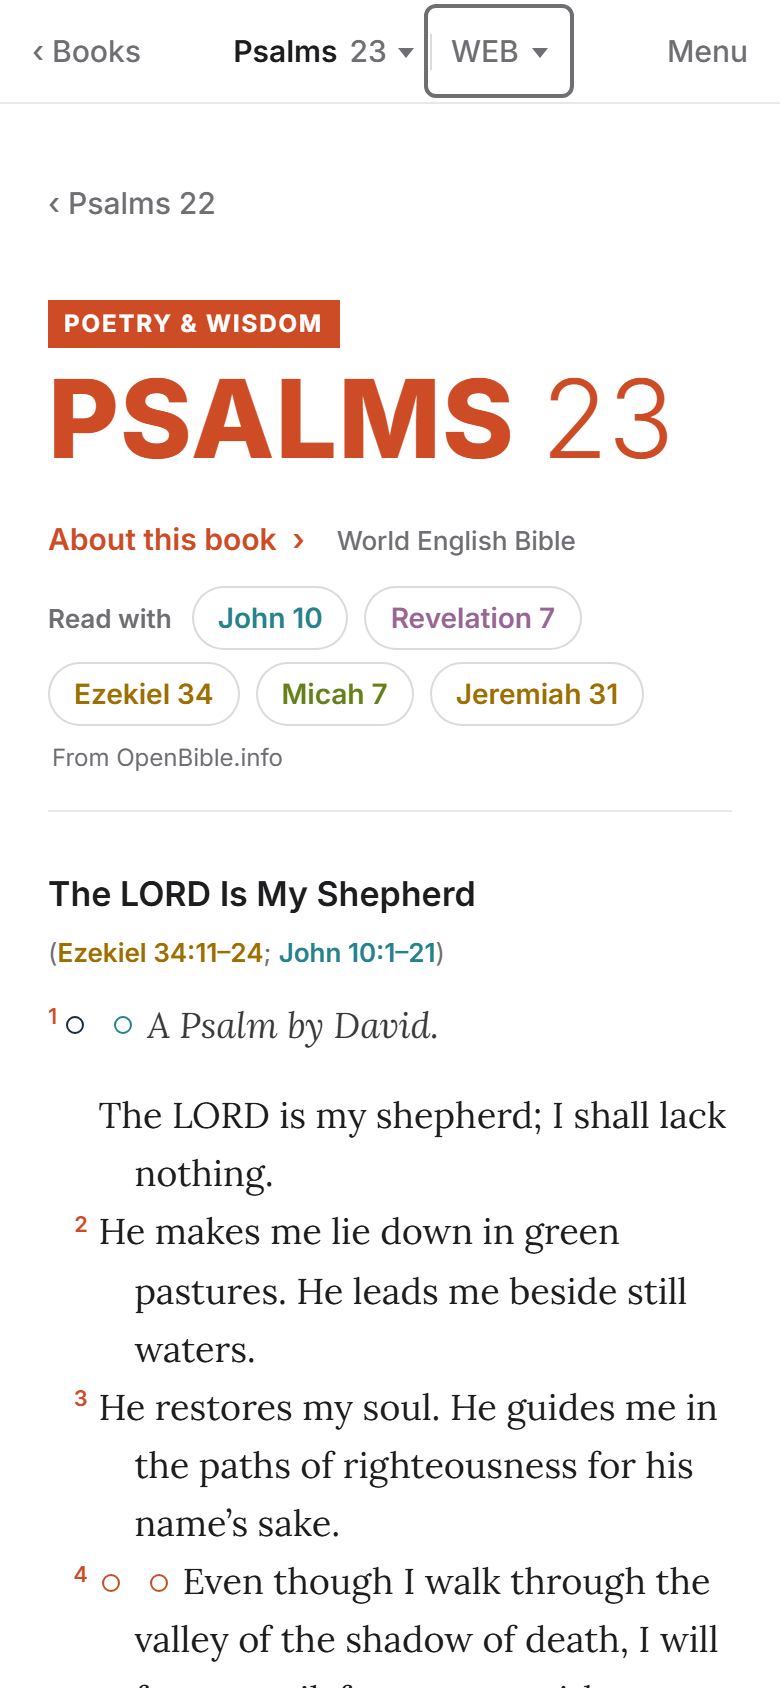 ‹ Books Psalms 23 WEB Menu
‹ Psalms 22
POETRY & WISDOM
PSALMS 23
About this book › World English Bible
Read with John 10 Revelation 7
Ezekiel 34 Micah 7 Jeremiah 31
From OpenBible.info
The LORD Is My Shepherd
(Ezekiel 34:11–24; John 10:1–21)
1 A Psalm by David.
The LORD is my shepherd; I shall lack
nothing.
2 He makes me lie down in green
pastures. He leads me beside still
waters.
3 He restores my soul. He guides me in
the paths of righteousness for his
name’s sake.
4 Even though I walk through the
valley of the shadow of death, I will